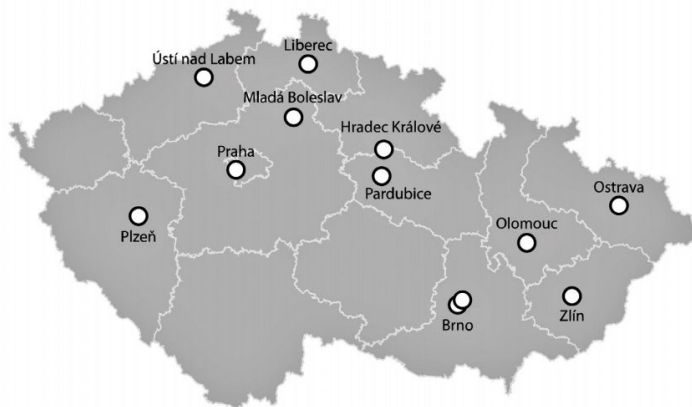 Liberec
Ústí nad Labem
Mladá Boleslav
Hradec Králové
Praha
Pardubice
Ostrava
Plzeň
Olomouc
Zlín
Brno